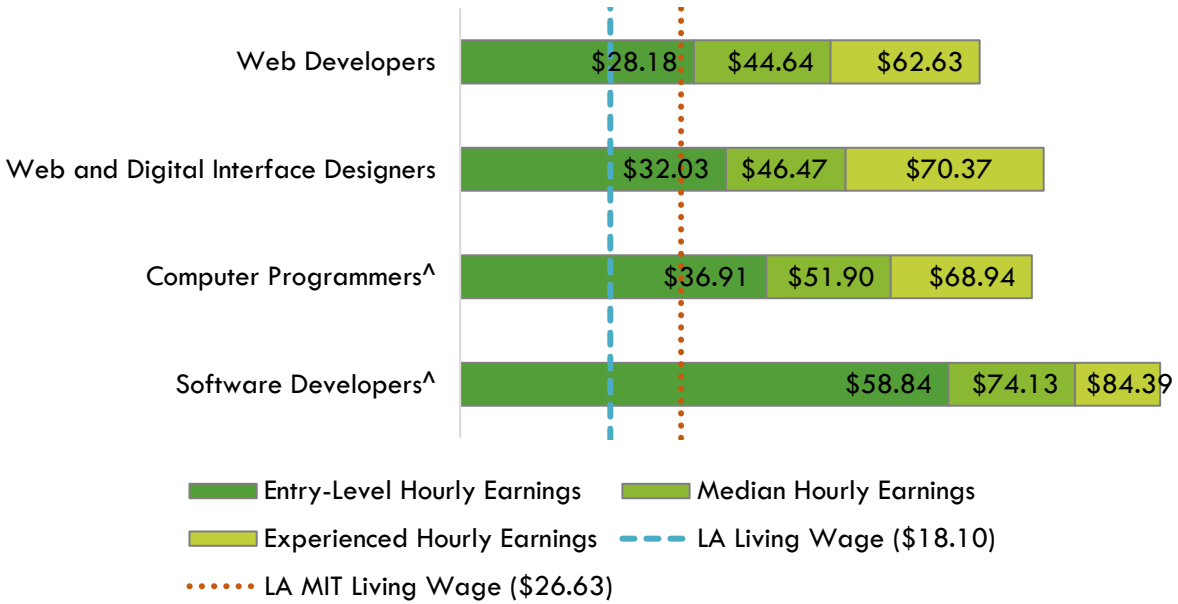 Web Developers $28.18 $44.64 $62.63
Web and Digital Interface Designers $32.03 $46.47 $70.37
Computer Programmers^ $36.91 $51.90 $68.94
Software Developers^ $58.84 $74.13 $84.39
Entry-Level Hourly Earnings Median Hourly Earnings
Experienced Hourly Earnings LA Living Wage ($18.10)
LA MIT Living Wage ($26.63)